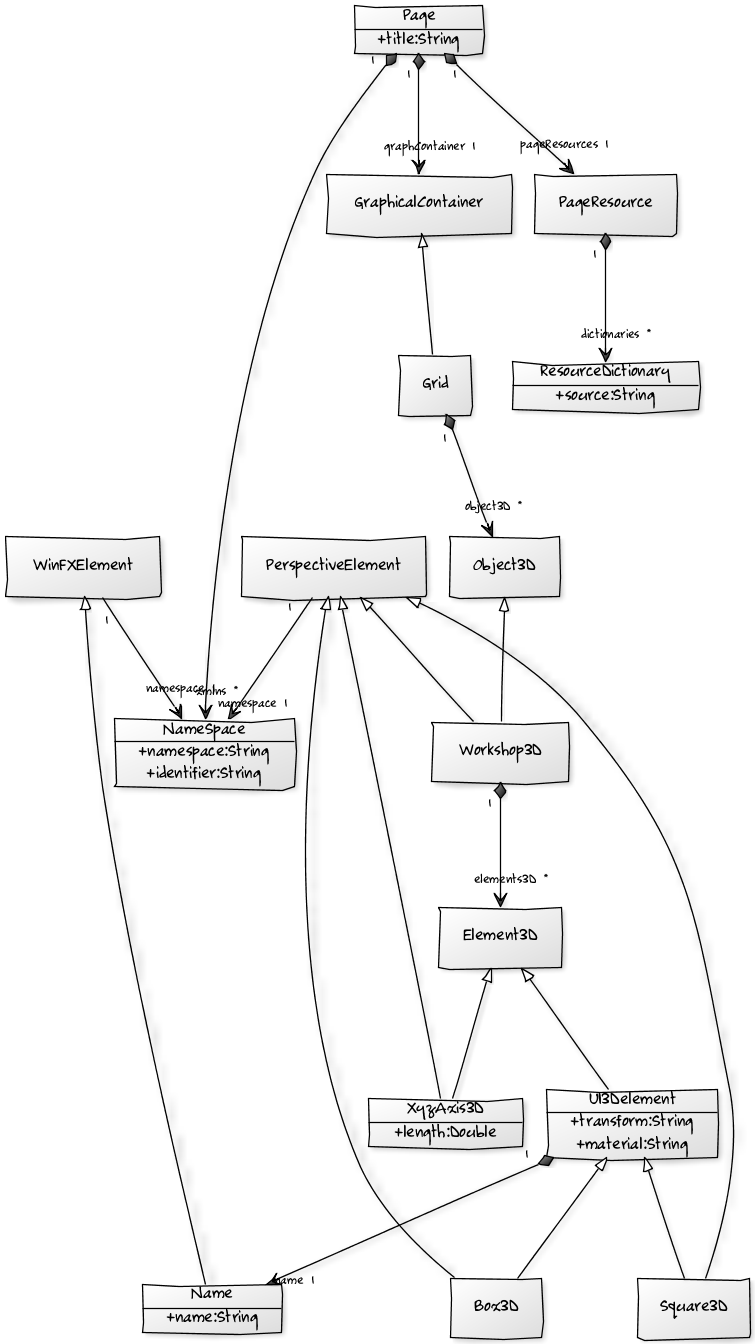 Page
+title:String
1
1
1
graphContainer 1
pageResources 1
GraphicalContainer
PageResource
1
dictionaries *
Grid
ResourceDictionary
+source:String
1
object3D *
WinFXElement
PerspectiveElement
Object3D
1
1
namespace
xmlns *
namespace 1
NameSpace
+namespace:String
+identifier:String
Workshop3D
1
elements3D *
Element3D
XyzAxis3D
+length:Double
UI3Delement
+transform:String
+material:String
1
name 1
Name
+name:String
Box3D
Square3D